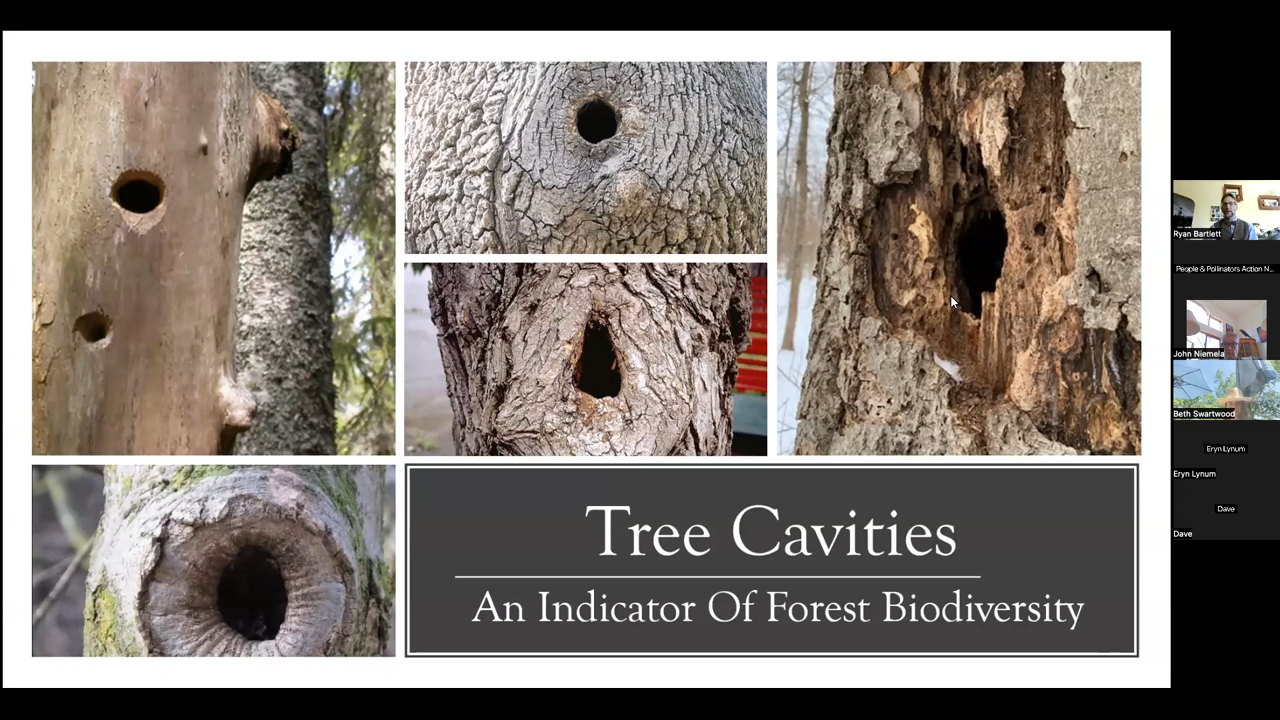 Tree Cavities
An Indicator Of Forest Biodiversity
Ryan Bartlett
People & Pollinators Action N...
John Niemela
Beth Swartwood
Eryn Lynum
Eryn Lynum
Dave
Dave